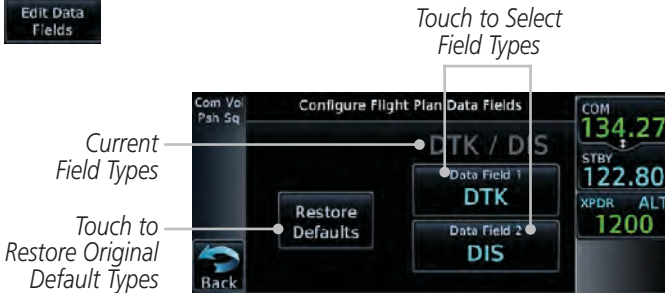 Edit Data
Fields
Touch to Select
Field Types
Com Vol
Psh Sq
Configure Flight Plan Data Fields
COM
134.27
Current
Field Types
DTK / DIS
STBY
122.80
Data Field 1
DTK
XPDR ALT
1200
Touch to
Restore Original
Default Types
Restore
Defaults
Data Field 2
DIS
Back